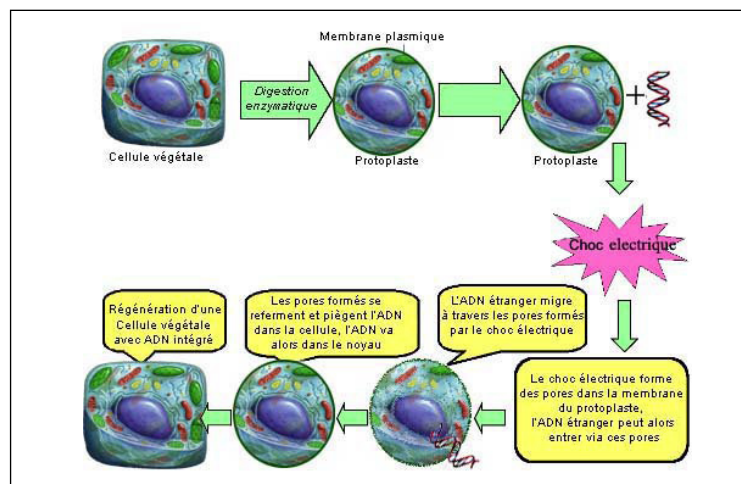 Membrane plasmique
Digestion
enzymatique
Cellule végétale
Protoplaste
Protoplaste
+
Choc electrique
Régénération d'une
Cellule végétale
avec ADN intégré
Les pores formés se
referment et piègent l'ADN
dans la cellule, l'ADN va
alors dans le noyau
L'ADN étranger migre
à travers les pores formés
par le choc électrique
Le choc électrique forme
des pores dans la membrane
du protoplaste,
l'ADN étranger peut alors
entrer via ces pores